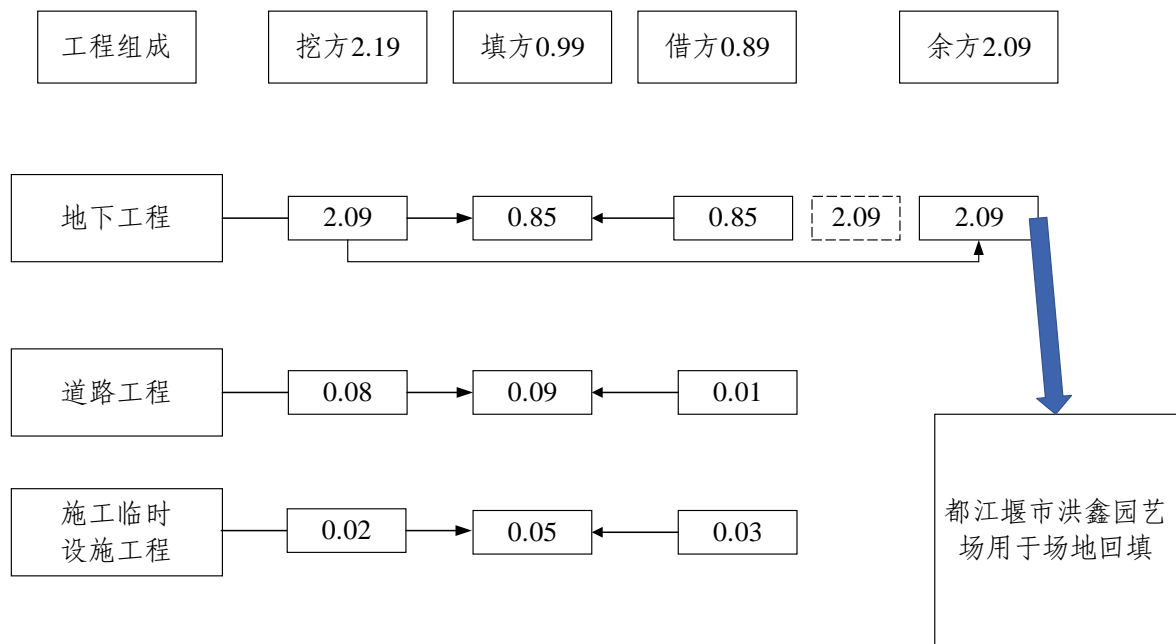 工程组成
挖方2.19
填方0.99
借方0.89
余方2.09
地下工程
2.09
0.85
0.85
2.09
2.09
道路工程
0.08
0.09
0.01
施工临时
设施工程
0.02
0.05
0.03
都江堰市洪鑫园艺
场用于场地回填